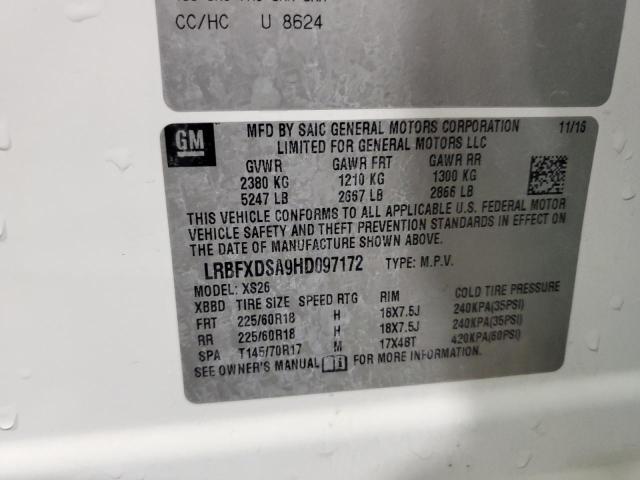 CC/HC U 8624
GM
MFD BY SAIC GENERAL MOTORS CORPORATION 11/16
LIMITED FOR GENERAL MOTORS LLC
GVWR GAWR FRT GAWR RR
2380 KG 1210 KG 1300 KG
5247 LB 2667 LB 2866 LB
THIS VEHICLE CONFORMS TO ALL APPLICABLE U.S. FEDERAL MOTOR
VEHICLE SAFETY AND THEFT PREVENTION STANDARDS IN EFFECT ON
THE DATE OF MANUFACTURE SHOWN ABOVE.
LRBFXDSA9HD097172 TYPE: M.P.V.
MODEL: XS26
XBBD TIRE SIZE SPEED RTG RIM COLD TIRE PRESSURE
FRT 225/60R18 H 18X7.5J 240KPA(35PSI)
RR 225/60R18 H 18X7.5J 240KPA(35PSI)
SPA T145/70R17 M 17X4BT 420KPA(60PSI)
SEE OWNER'S MANUAL FOR MORE INFORMATION.